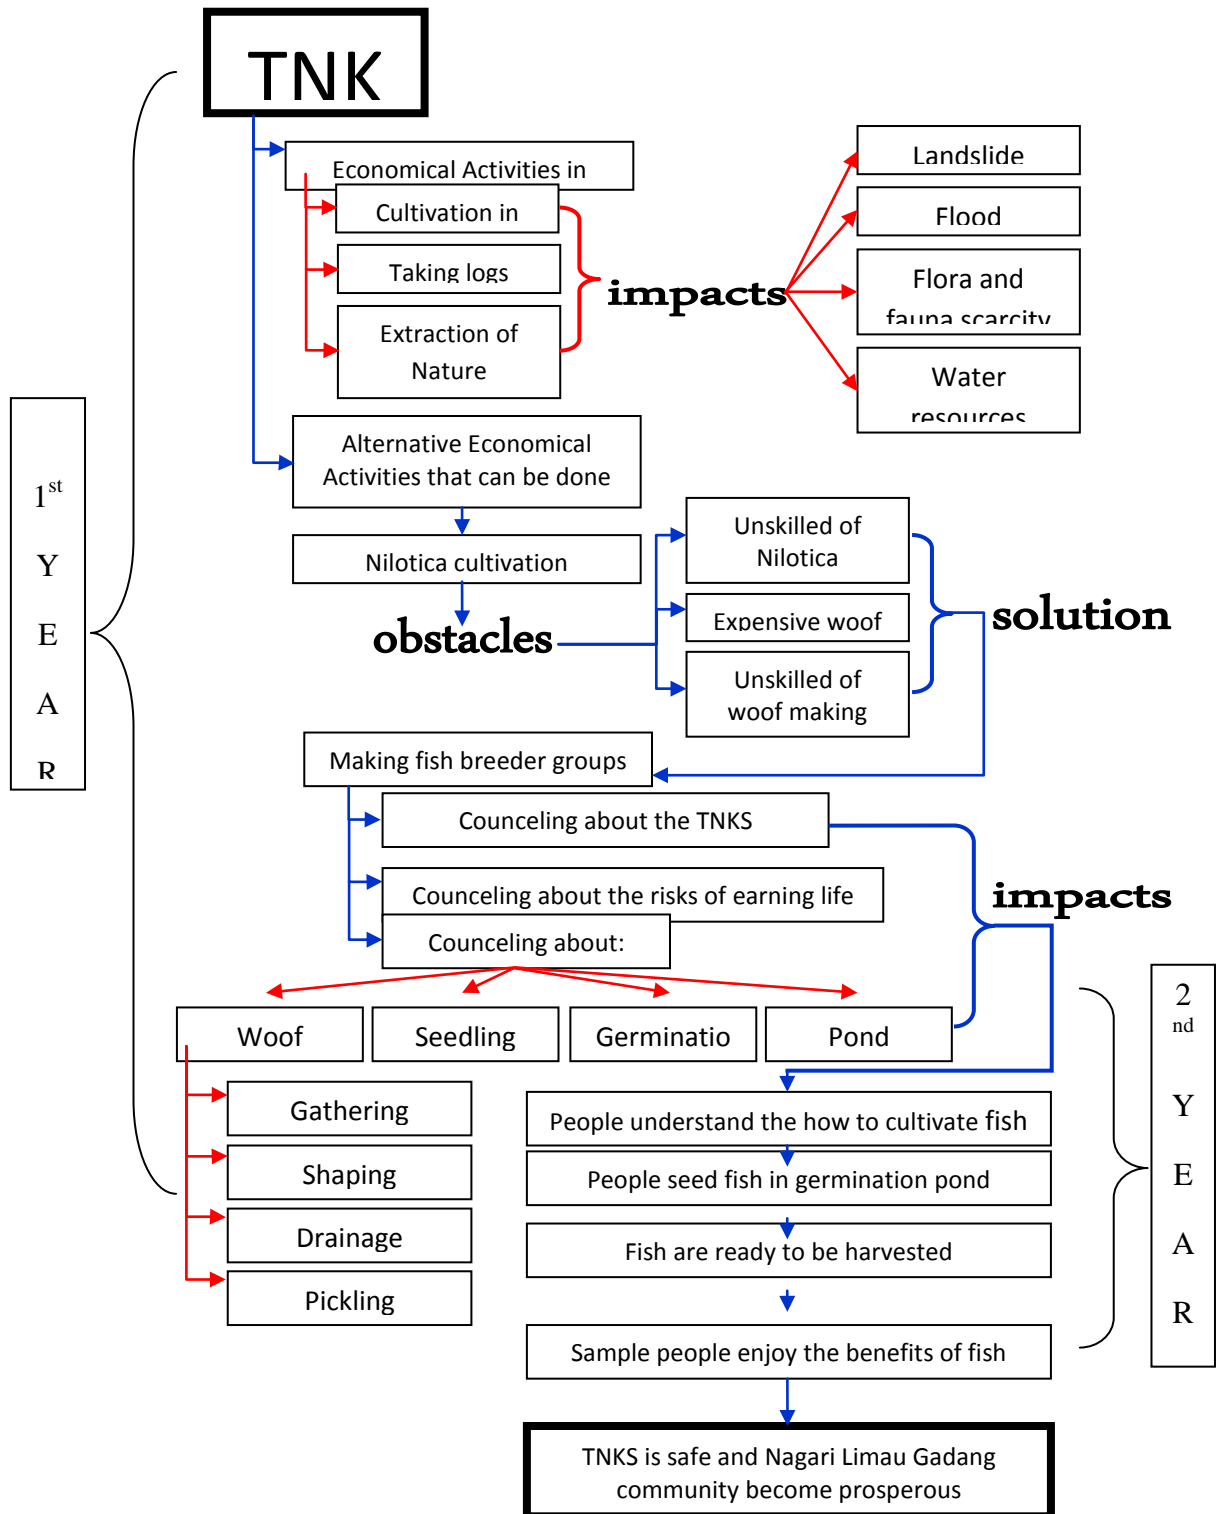 TNK
Economical Activities in
Cultivation in
Taking logs
Extraction of
Nature
impacts
Landslide
Flood
Flora and
fauna scarcity
Water
resources
1st
Y
E
A
R
Alternative Economical
Activities that can be done
Nilotica cultivation
obstacles
Unskilled of
Nilotica
Expensive woof
Unskilled of
woof making
solution
Making fish breeder groups
Counceling about the TNKS
Counceling about the risks of earning life
Counceling about:
impacts
Woof
Seedling
Germinatio
Pond
Gathering
Shaping
Drainage
Pickling
People understand the how to cultivate fish
People seed fish in germination pond
Fish are ready to be harvested
Sample people enjoy the benefits of fish
TNKS is safe and Nagari Limau Gadang
community become prosperous
2
nd
Y
E
A
R